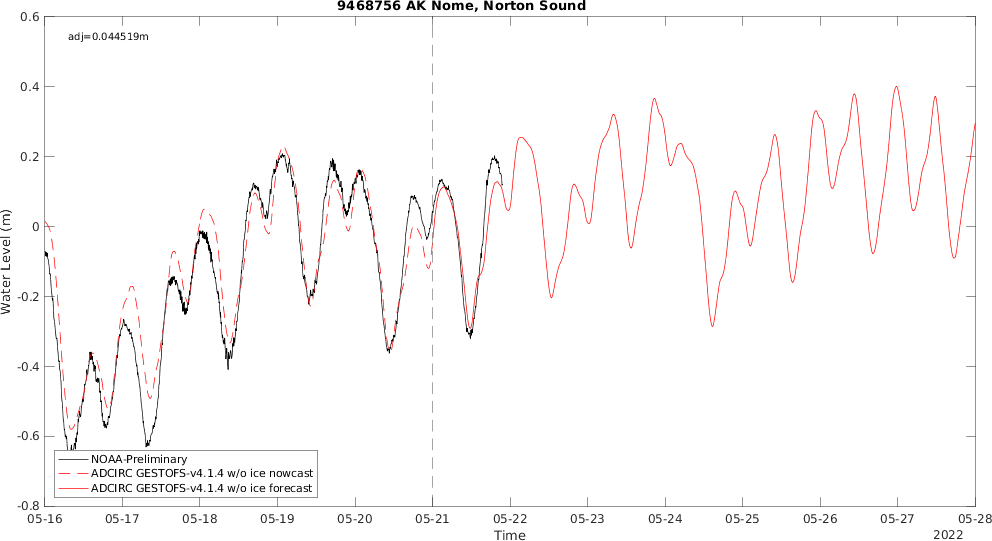 9468756 AK Nome, Norton Sound
adj=0.044519m
0.6
0.4
0.2
0
-0.2
-0.4
-0.6
-0.8
Water Level (m)
NOAA-Preliminary
ADCIRC GESTOFS-v4.1.4 w/o ice nowcast
ADCIRC GESTOFS-v4.1.4 w/o ice forecast
05-16 05-17 05-18 05-19 05-20 05-21 05-22 05-23 05-24 05-25 05-26 05-27 05-28
Time
2022